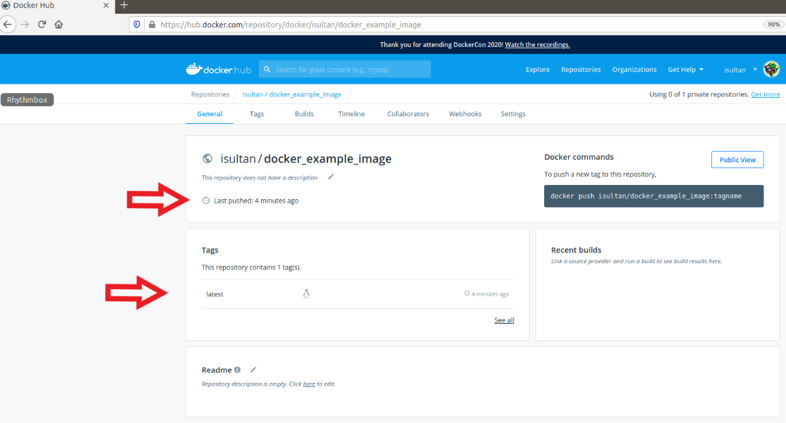 Docker Hub
https://hub.docker.com/repository/docker/isultan/docker_example_image
90%
Thank you for attending DockerCon 2020! Watch the recordings.
docker hub
Search for great content (e.g., mysql)
Explore Repositories Organizations Get Help isultan
Rhythmbox
Repositories isultan / docker_example_image
Using 0 of 1 private repositories. Get more
General Tags Builds Timeline Collaborators Webhooks Settings
isultan / docker_example_image
This repository does not have a description
Last pushed: 4 minutes ago
Docker commands
Public View
To push a new tag to this repository,
docker push isultan/docker_example_image:tagname
Tags
This repository contains 1 tag(s).
latest
4 minutes ago
See all
Recent builds
Link a source provider and run a build to see build results here.
Readme
Repository description is empty. Click here to edit.